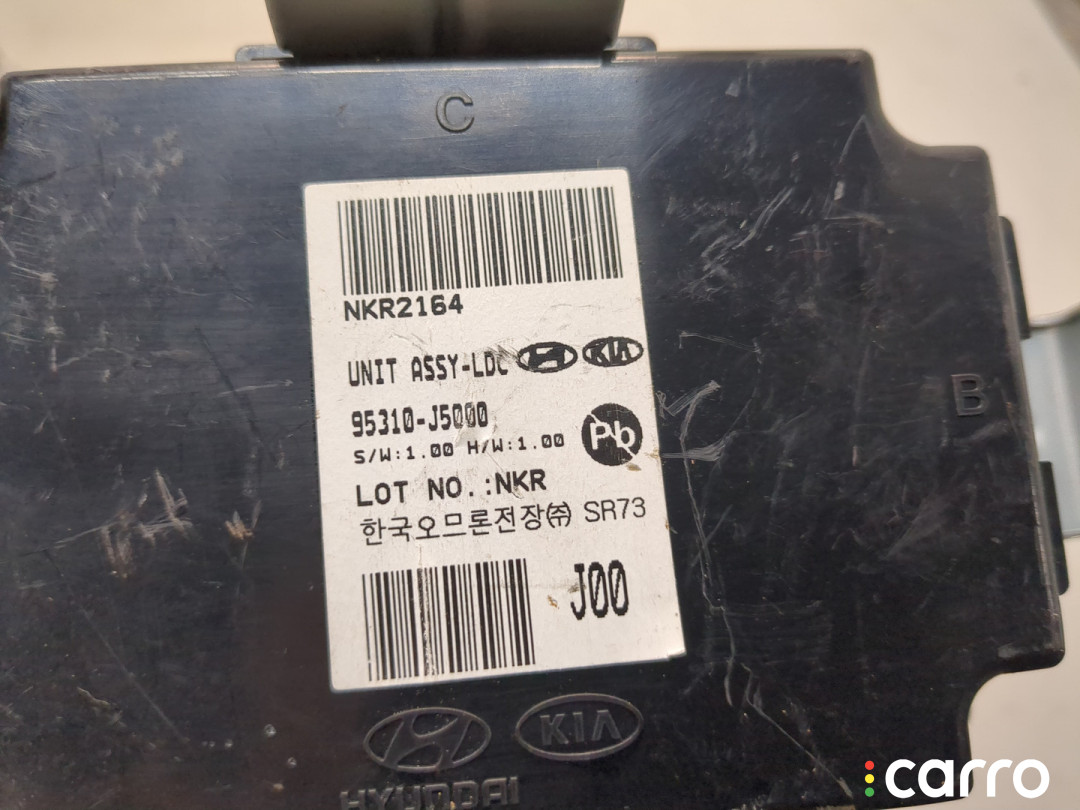 C
NKR2164
UNIT ASSY-LDC
KIA
95310-J5000
Pb
S/W:1.00 H/W:1.00
LOT NO.:NKR
한국오므론전장㈜ SR73
J00
B
KIA
HYUNDAI
carro